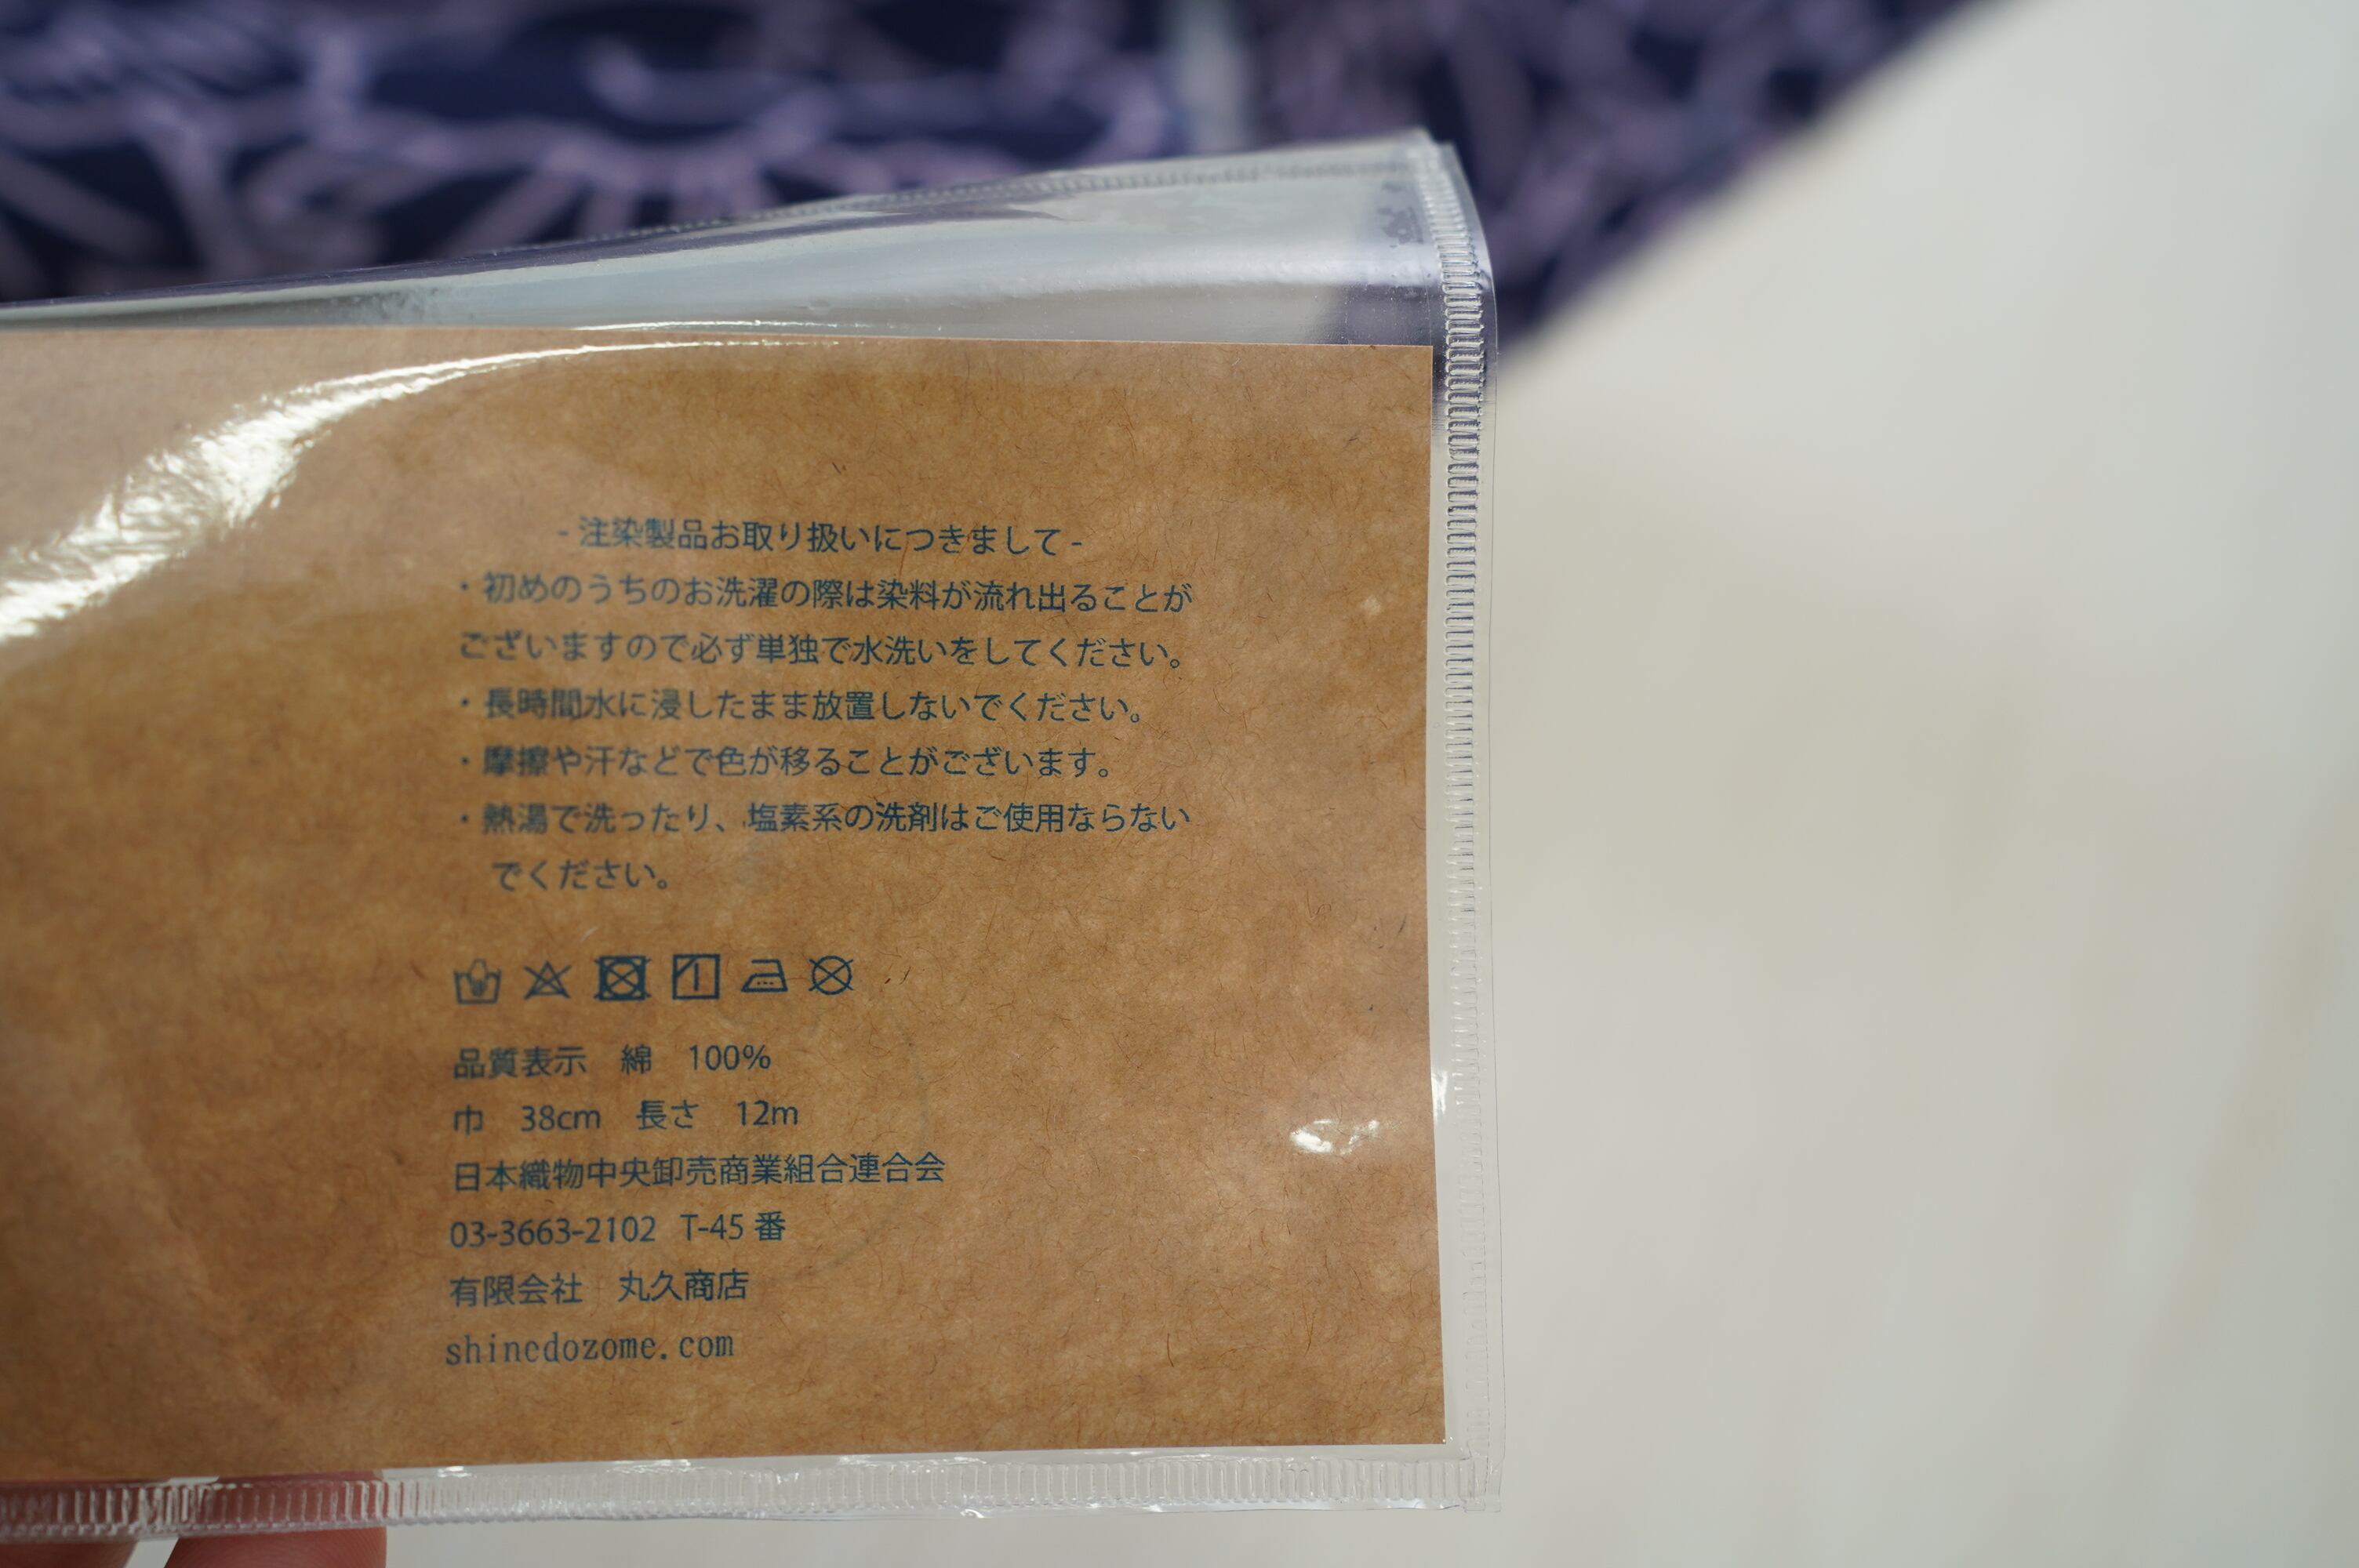 - 注染製品お取り扱いにつきまして -
・初めのうちのお洗濯の際は染料が流れ出ることが
ございますので必ず単独で水洗いをしてください。
・長時間水に浸したまま放置しないでください。
・摩擦や汗などで色が移ることがございます。
・熱湯で洗ったり、塩素系の洗剤はご使用ならない
でください。
品質表示 綿 100%
巾 38cm 長さ 12m
日本織物中央卸売商業組合連合会
03-3663-2102 T-45 番
有限会社 丸久商店
shinedozome.com